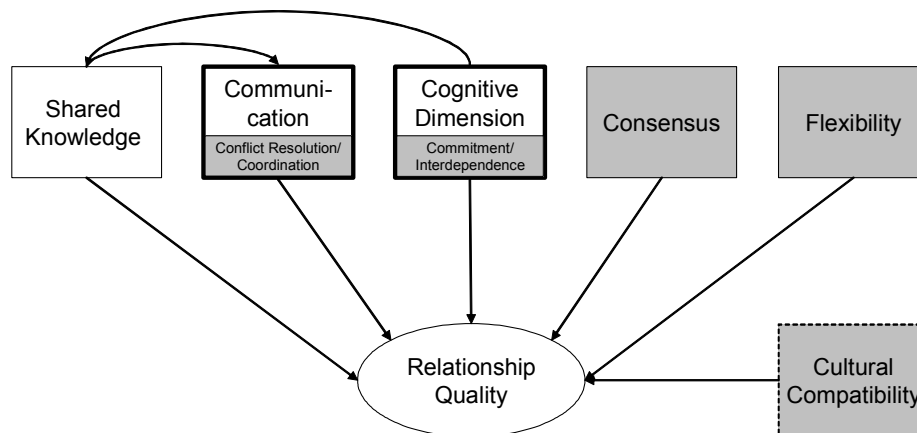 Shared
Knowledge
Communi-
cation
Conflict Resolution/
Coordination
Cognitive
Dimension
Commitment/
Interdependence
Consensus
Flexibility
Relationship
Quality
Cultural
Compatibility